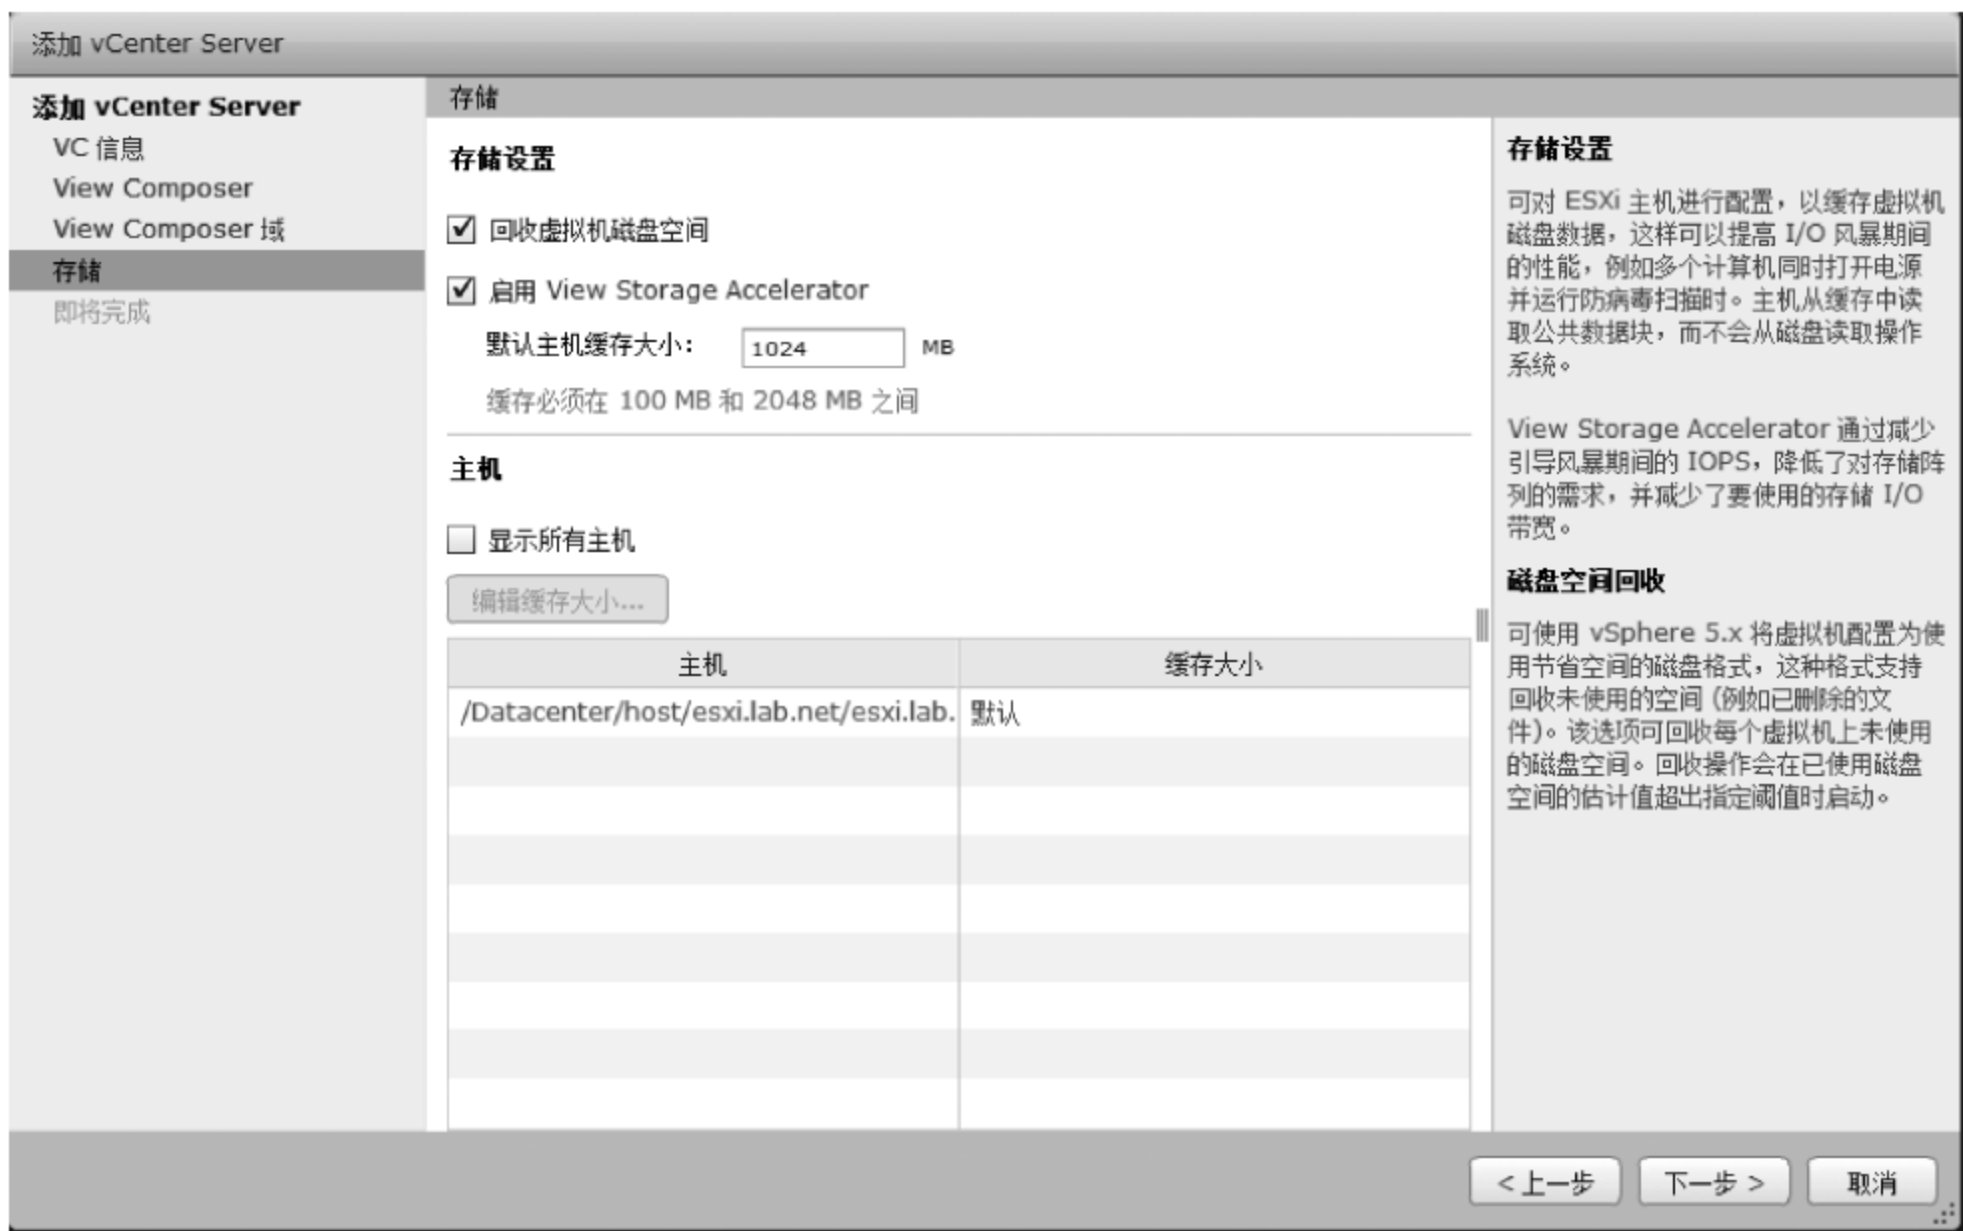 添加 vCenter Server
添加 vCenter Server
VC 信息
View Composer
View Composer 域
存储
即将完成
存储
存储设置
回收虚拟机磁盘空间
启用 View Storage Accelerator
默认主机缓存大小： 1024 MB
缓存必须在 100 MB 和 2048 MB 之间
主机
显示所有主机
编辑缓存大小...
主机 缓存大小
/Datacenter/host/esxi.lab.net/esxi.lab. 默认
存储设置
可对 ESXi 主机进行配置，以缓存虚拟机
磁盘数据，这样可以提高 I/O 风暴期间
的性能，例如多个计算机同时打开电源
并运行防病毒扫描时。主机从缓存中读
取公共数据块，而不会从磁盘读取操作
系统。
View Storage Accelerator 通过减少
引导风暴期间的 IOPS，降低了对存储阵
列的需求，并减少了要使用的存储 I/O
带宽。
磁盘空间回收
可使用 vSphere 5.x 将虚拟机配置为使
用节省空间的磁盘格式，这种格式支持
回收未使用的空间 (例如已删除的文
件)。该选项可回收每个虚拟机上未使用
的磁盘空间。回收操作会在已使用磁盘
空间的估计值超出指定阈值时启动。
< 上一步 下一步 > 取消